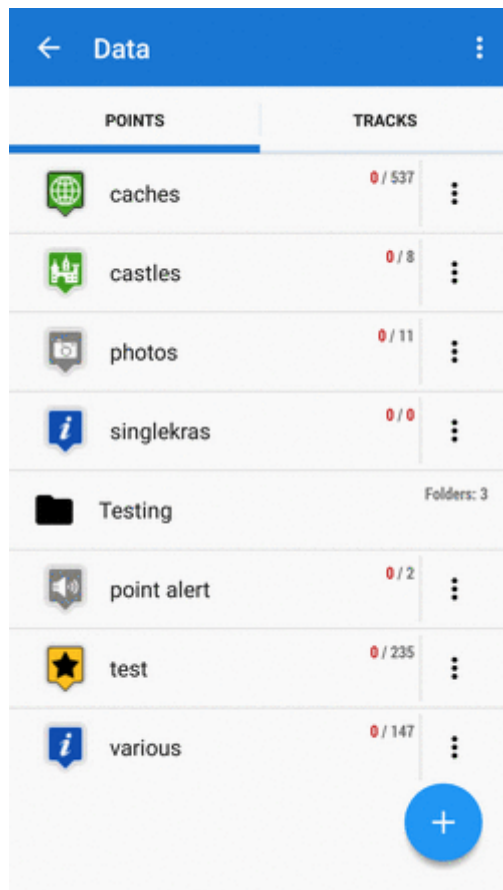 Data
POINTS TRACKS
caches 0 / 537
castles 0 / 8
photos 0 / 11
singlekras 0 / 0
Testing Folders: 3
point alert 0 / 2
test 0 / 235
various 0 / 147